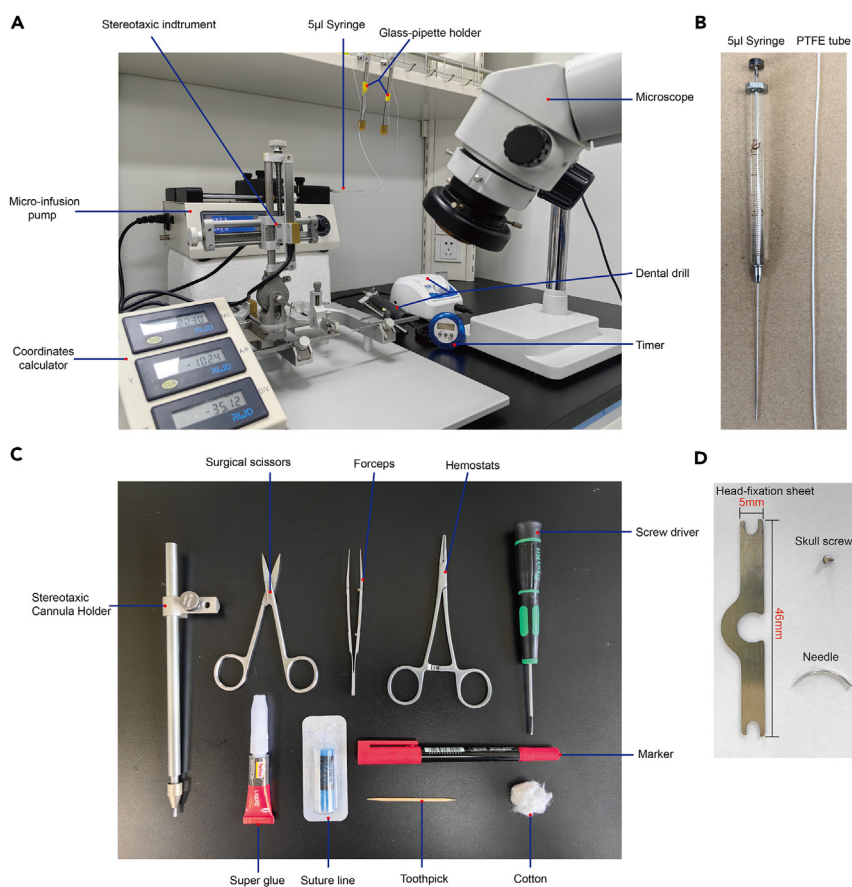 A
Stereotaxic indtrument
5μl Syringe
Glass-pipette holder
Microscope
Micro-infusion
pump
Dental drill
Coordinates
calculator
Timer
A/P
Y
-1024
RWD
D/V
-3512
RWD
B
5μl Syringe
PTFE tube
C
Surgical scissors
Forceps
Hemostats
Screw driver
Stereotaxic
Cannula Holder
Marker
Super glue
Suture line
Toothpick
Cotton
D
Head-fixation sheet
5mm
Skull screw
46mm
Needle